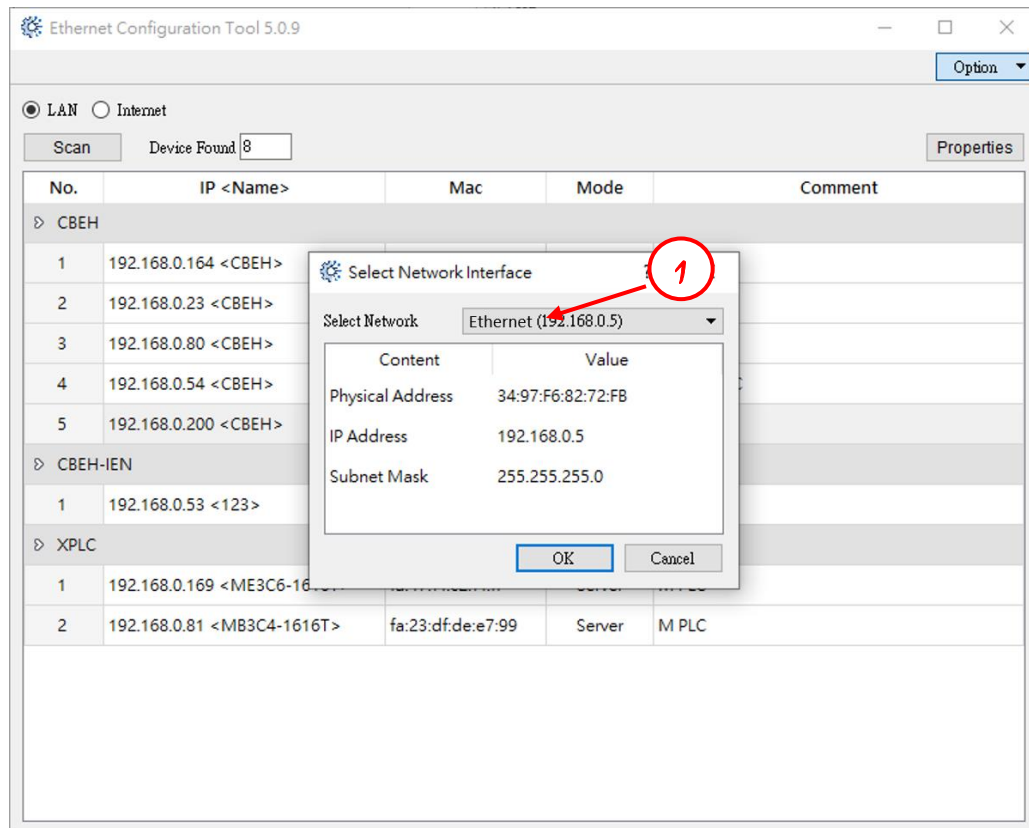 Ethernet Configuration Tool 5.0.9
Option
LAN Internet
Scan Device Found 8 Properties
No. IP <Name> Mac Mode Comment
CBEH
1 192.168.0.164 <CBEH>
2 192.168.0.23 <CBEH>
3 192.168.0.80 <CBEH>
4 192.168.0.54 <CBEH>
5 192.168.0.200 <CBEH>
CBEH-IEN
1 192.168.0.53 <123>
XPLC
1 192.168.0.169
2 192.168.0.81 <MB3C4-1616T> fa:23:df:de:e7:99 Server M PLC
Select Network Interface
1
Select Network Ethernet (192.168.0.5)
Content Value
Physical Address 34:97:F6:82:72:FB
IP Address 192.168.0.5
Subnet Mask 255.255.255.0
OK Cancel